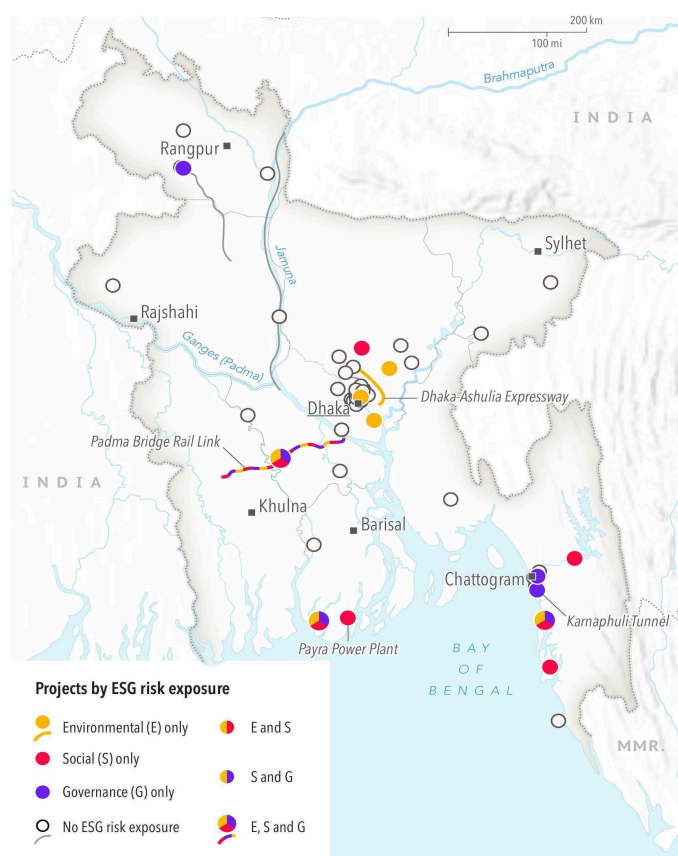 200 km
100 mi
Brahmaputra
INDIA
Rangpur
Jamuna
Sylhet
Rajshahi
Ganges (Padma)
Dhaka
Dhaka-Ashulia Expressway
Padma Bridge Rail Link
INDIA
Khulna
Barisal
Chattogram
Karnaphuli Tunnel
Payra Power Plant
BAY
OF
BENGAL
MMR.
Projects by ESG risk exposure
Environmental (E) only
E and S
Social (S) only
S and G
Governance (G) only
No ESG risk exposure
E, S and G